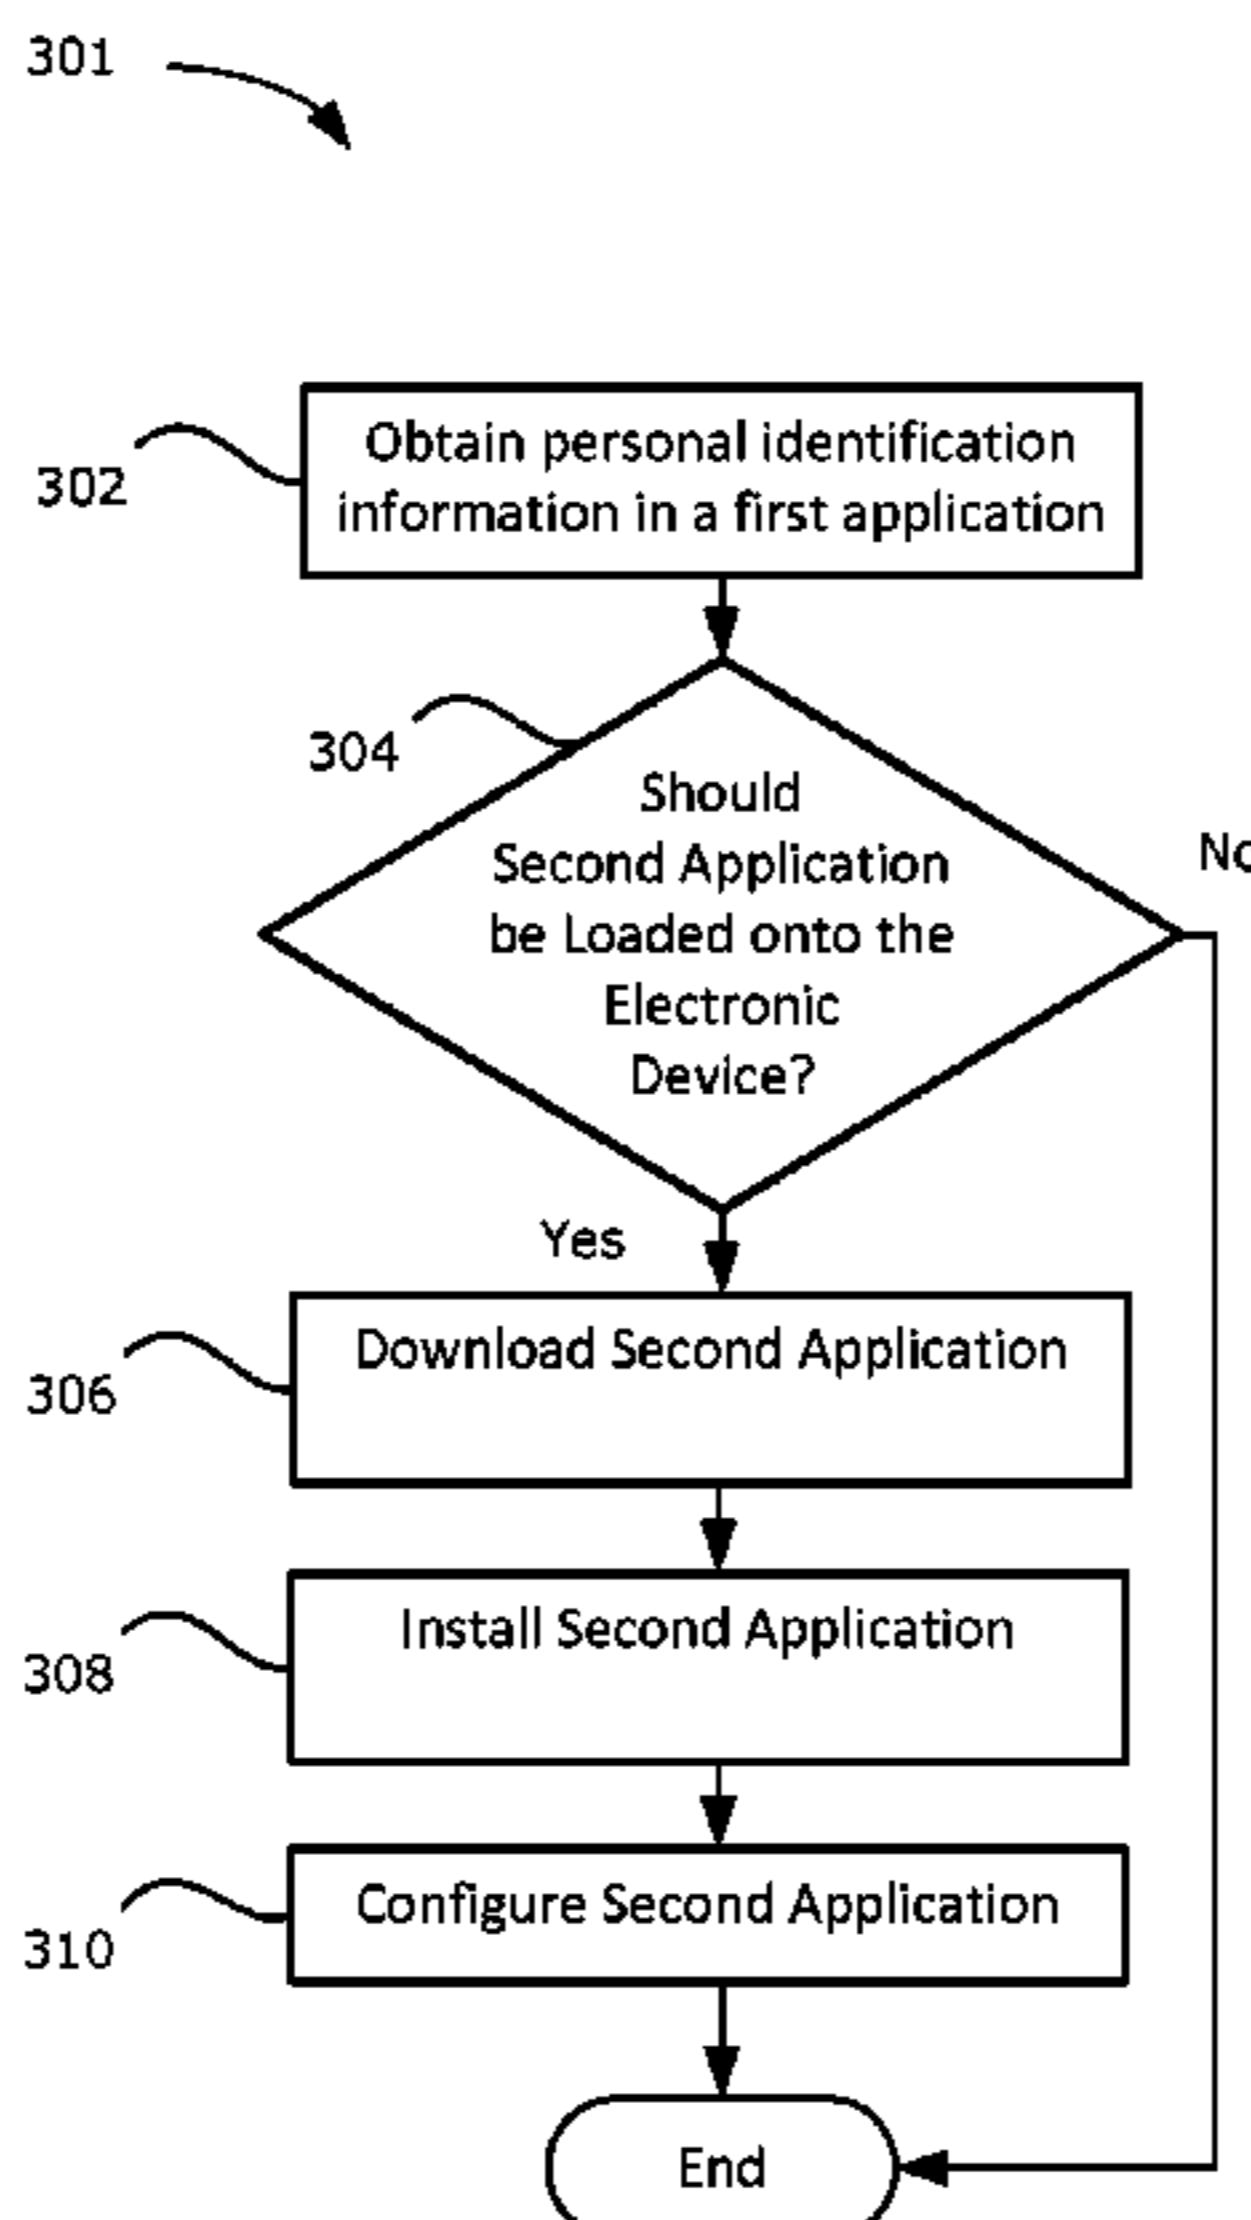 301
302
Obtain personal identification
information in a first application
304
Should
Second Application
be Loaded onto the
Electronic
Device?
No
Yes
306
Download Second Application
308
Install Second Application
310
Configure Second Application
End